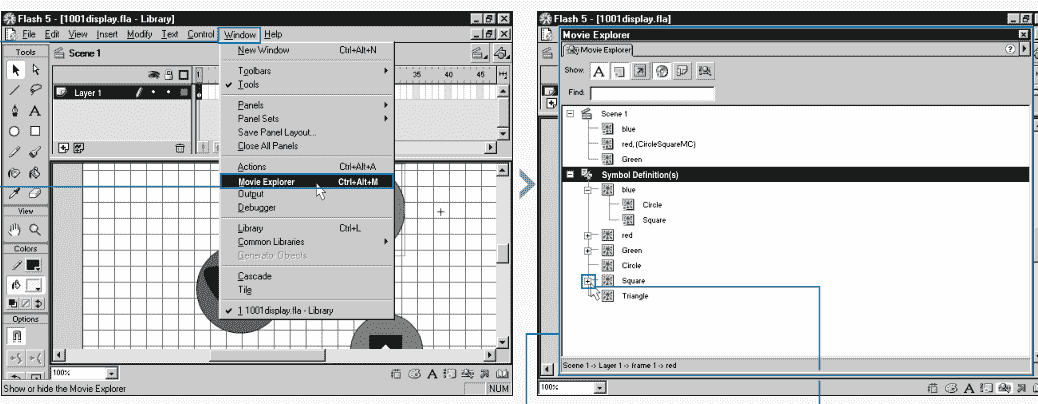 Flash 5 - [1001display.fla - Library]
File Edit View Insert Modify Text Control Window Help
Tools
Scene 1
1 35 40 45
Layer 1
New Window Ctrl+Alt+N
Toolbars
Tools
Panels
Panel Sets
Save Panel Layout...
Close All Panels
Actions Ctrl+Alt+A
Movie Explorer Ctrl+Alt+M
Output
Debugger
Library Ctrl+L
Common Libraries
Generator Objects
Cascade
Tile
1 1001display.fla - Library
View
Colors
Options
100%
Show or hide the Movie Explorer
NUM
Flash 5 - [1001display.fla]
Movie Explorer
Movie Explorer
Show:
Find:
Scene 1
blue
red, (CircleSquareMC)
Green
Symbol Definition(s)
blue
Circle
Square
red
Green
Circle
Square
Triangle
Scene 1 -> Layer 1 -> frame 1 -> red
100%